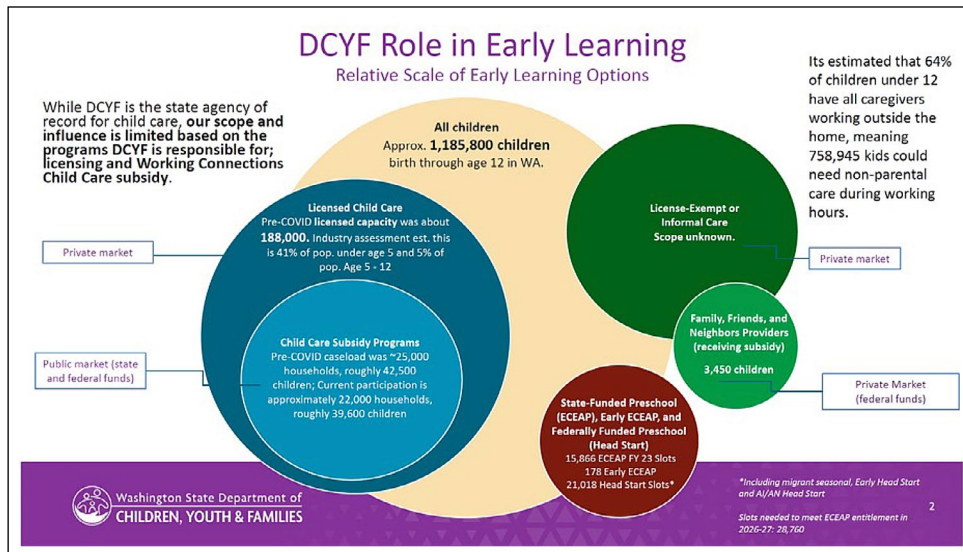 DCYF Role in Early Learning
Relative Scale of Early Learning Options
While DCYF is the state agency of
record for child care, our scope and
influence is limited based on the
programs DCYF is responsible for;
licensing and Working Connections
Child Care subsidy.
Its estimated that 64%
of children under 12
have all caregivers
working outside the
home, meaning
758,945 kids could
need non-parental
care during working
hours.
All children
Approx. 1,185,800 children
birth through age 12 in WA.
Licensed Child Care
Pre-COVID licensed capacity was about
188,000. Industry assessment est. this
is 41% of pop. under age 5 and 5% of
pop. Age 5 - 12
License-Exempt or
Informal Care
Scope unknown.
Private market
Private market
Child Care Subsidy Programs
Pre-COVID caseload was ~25,000
households, roughly 42,500
children; Current participation is
approximately 22,000 households,
roughly 39,600 children
Public market (state
and federal funds)
Family, Friends, and
Neighbors Providers
(receiving subsidy)
3,450 children
Private Market
(federal funds)
State-Funded Preschool
(ECEAP), Early ECEAP, and
Federally Funded Preschool
(Head Start)
15,866 ECEAP FY 23 Slots
178 Early ECEAP
21,018 Head Start Slots*
Washington State Department of
CHILDREN, YOUTH & FAMILIES
*Including migrant seasonal, Early Head Start
and AI/AN Head Start
Slots needed to meet ECEAP entitlement in
2026-27: 28,760
2